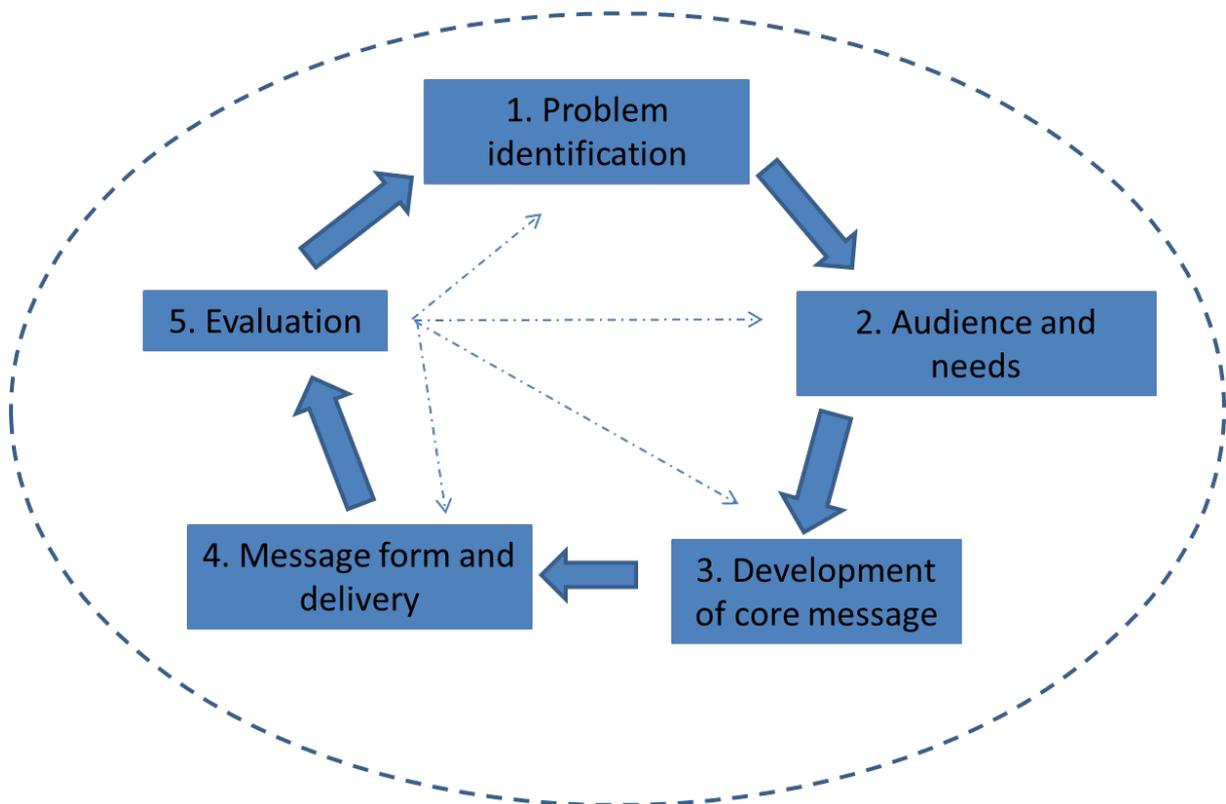 1. Problem
identification
2. Audience and
needs
3. Development
of core message
4. Message form and
delivery
5. Evaluation